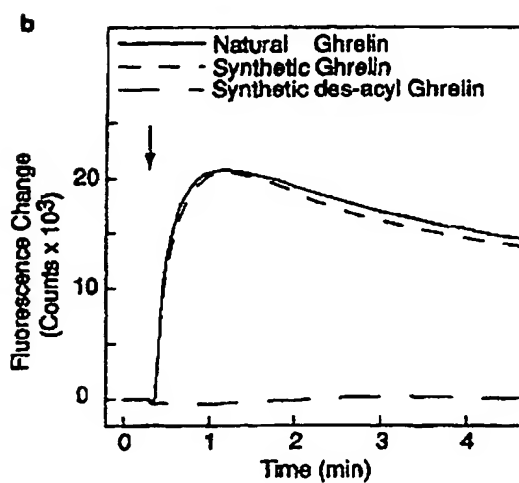 b
Natural Ghrelin
Synthetic Ghrelin
Synthetic des-acyl Ghrelin
Fluorescence Change
(Counts x 10³)
20
10
0
0 1 2 3 4
Time (min)